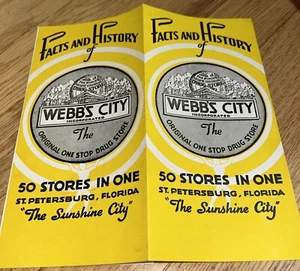 FACTS AND HISTORY
of
WEBB'S CITY
INCORPORATED
The
ORIGINAL ONE STOP DRUG STORE
50 STORES IN ONE
ST. PETERSBURG, FLORIDA
"The Sunshine City"
FACTS AND HISTORY
of
WEBB'S CITY
INCORPORATED
The
ORIGINAL ONE STOP DRUG STORE
50 STORES IN ONE
ST. PETERSBURG, FLORIDA
"The Sunshine City"